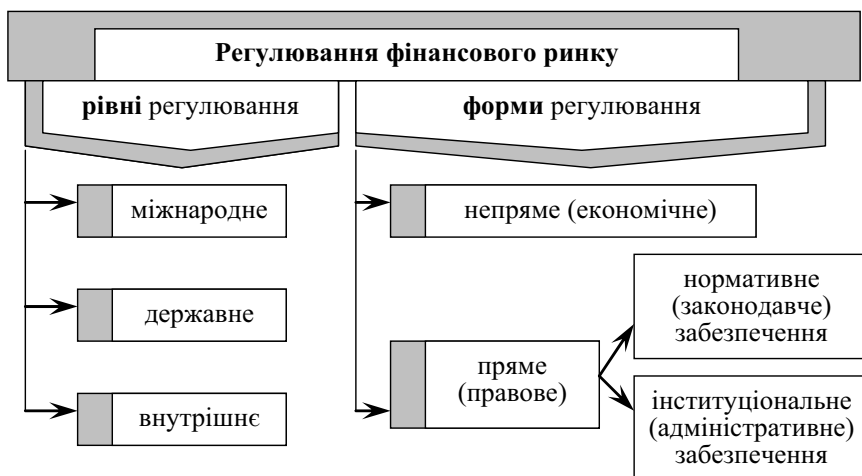 Регулювання фінансового ринку
рівні регулювання
форми регулювання
міжнародне
державне
внутрішнє
непряме (економічне)
пряме
(правове)
нормативне
(законодавче)
забезпечення
інституціональне
(адміністративне)
забезпечення